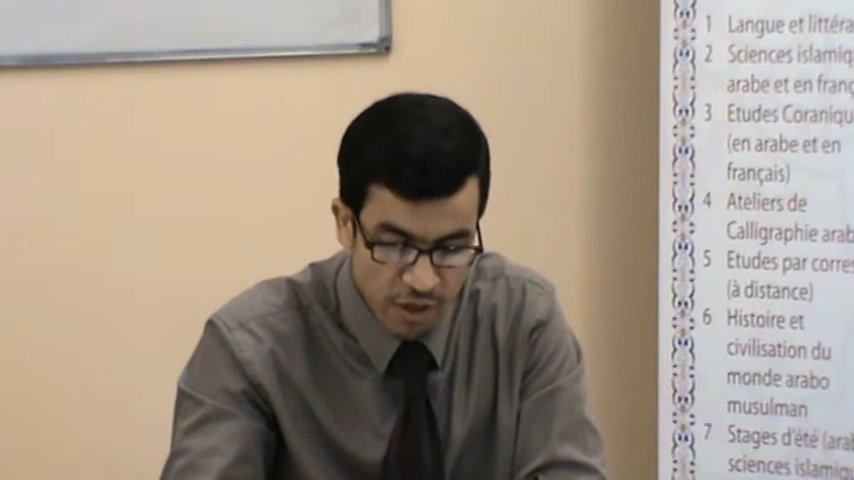 1 Langue et littéra
2 Sciences islamiq
arabe et en franç
3 Etudes Coraniqu
(en arabe et en
français)
4 Ateliers de
Calligraphie arab
5 Etudes par corres
(à distance)
6 Histoire et
civilisation du
monde arabo
musulman
7 Stages d'été (ara
sciences islamiqu